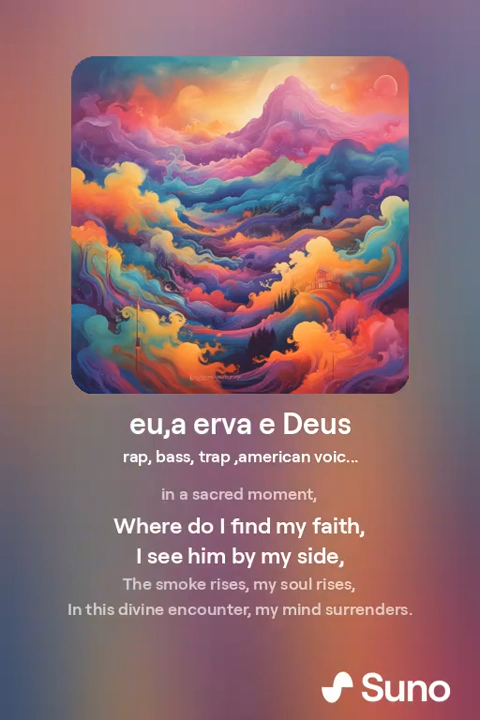 eu,a erva e Deus
rap, bass, trap ,american voic...
in a sacred moment,
Where do I find my faith,
I see him by my side,
The smoke rises, my soul rises,
In this divine encounter, my mind surrenders.
Suno